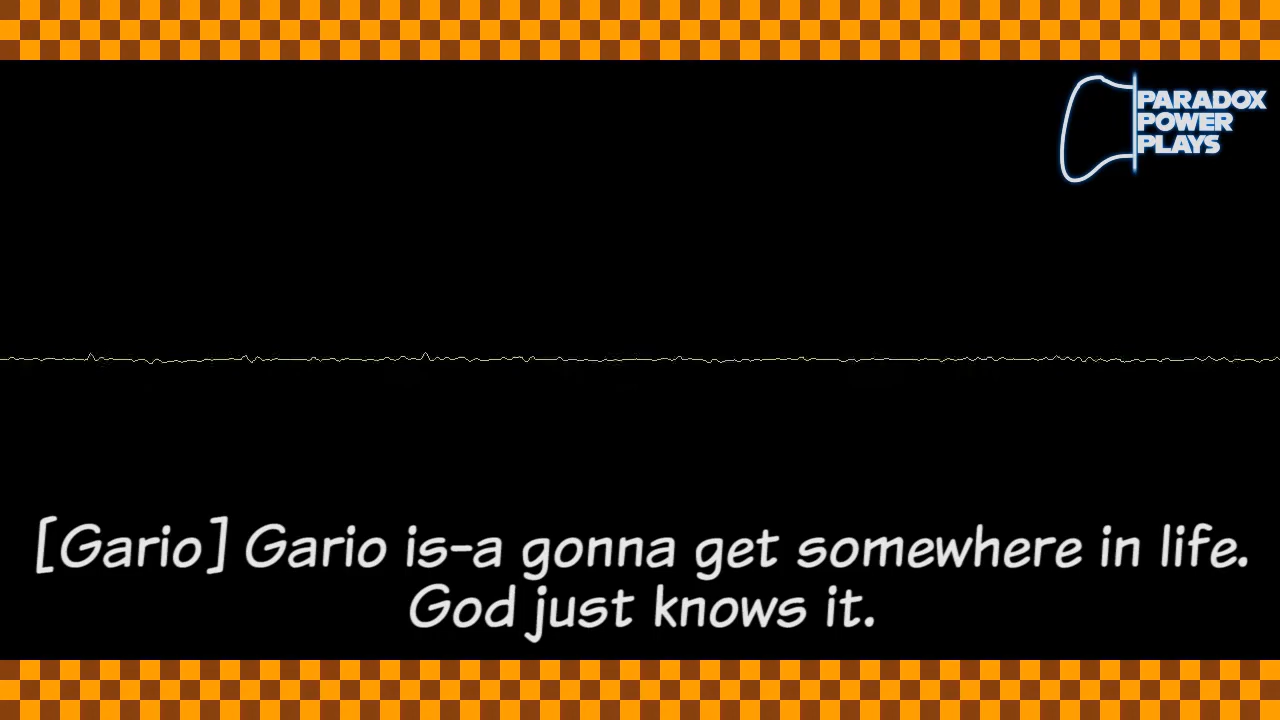 PARADOX
POWER
PLAYS
[Gario] Gario is-a gonna get somewhere in life.
God just knows it.